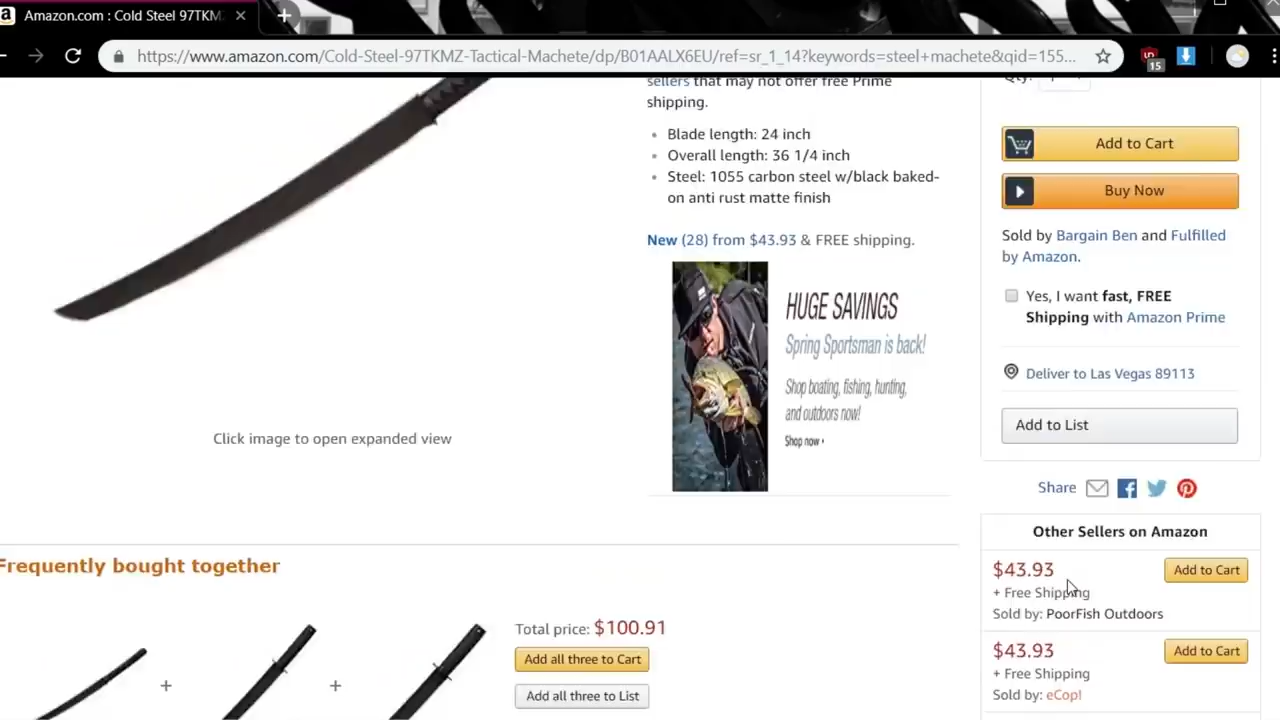 Amazon.com : Cold Steel 97TKM
https://www.amazon.com/Cold-Steel-97TKMZ-Tactical-Machete/dp/B01AALX6EU/ref=sr_1_14?keywords=steel+machete&qid=155...
15
sellers that may not offer free Prime
shipping.
Blade length: 24 inch
Overall length: 36 1/4 inch
Steel: 1055 carbon steel w/black baked-
on anti rust matte finish
New (28) from $43.93 & FREE shipping.
HUGE SAVINGS
Spring Sportsman is back!
Shop boating, fishing, hunting,
and outdoors now!
Shop now ›
Click image to open expanded view
Qty:
Add to Cart
Buy Now
Sold by Bargain Ben and Fulfilled
by Amazon.
Yes, I want fast, FREE
Shipping with Amazon Prime
Deliver to Las Vegas 89113
Add to List
Share
Other Sellers on Amazon
$43.93
Add to Cart
+ Free Shipping
Sold by: PoorFish Outdoors
$43.93
Add to Cart
+ Free Shipping
Sold by: eCop!
Frequently bought together
Total price: $100.91
Add all three to Cart
Add all three to List